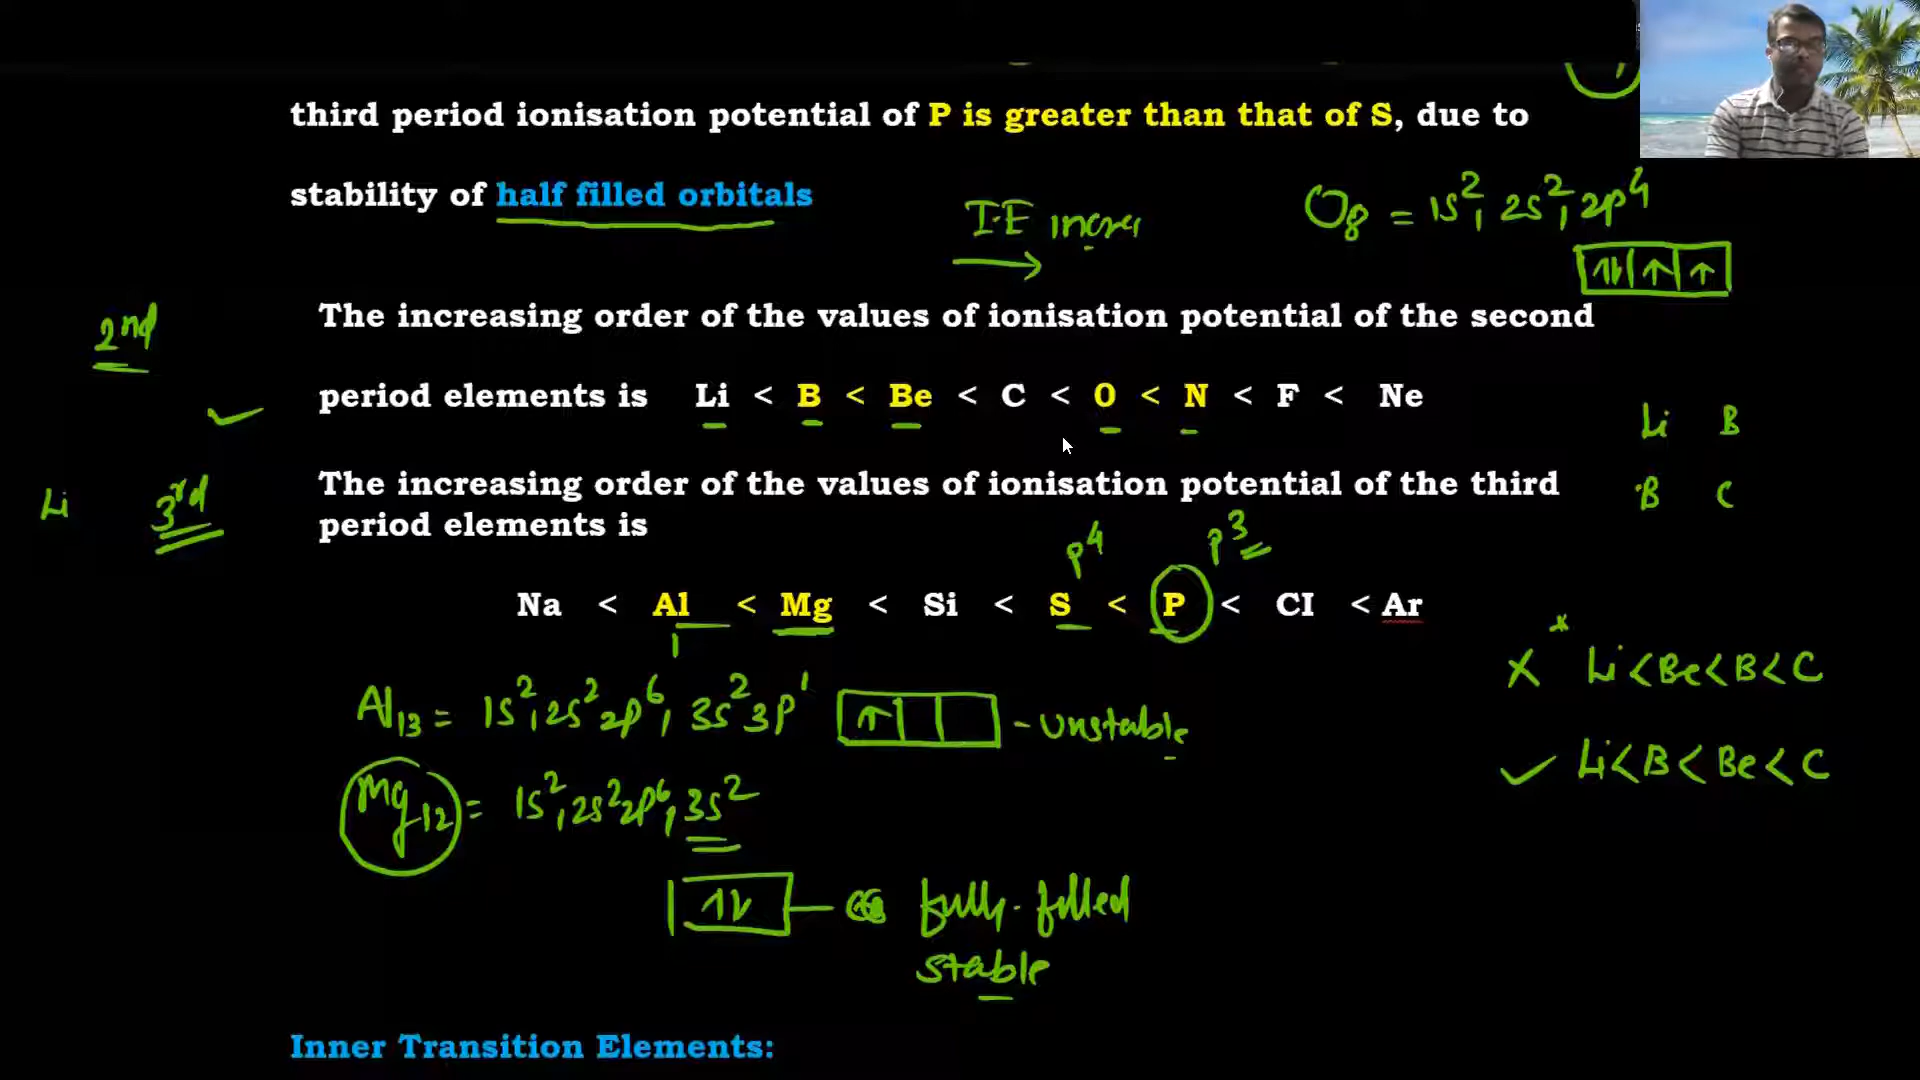 third period ionisation potential of P is greater than that of S, due to
stability of half filled orbitals
I.E incre
O8 = 1s², 2s², 2p⁴
2nd
The increasing order of the values of ionisation potential of the second
period elements is Li < B < Be < C < O < N < F < Ne
Li B
B C
Li 3rd
The increasing order of the values of ionisation potential of the third
period elements is
p⁴ p³
Na < Al < Mg < Si < S < P < CI < Ar
X Li < Be < B < C
Al13 = 1s², 2s² 2p⁶, 3s² 3p¹ - unstable
✓ Li < B < Be < C
Mg12 = 1s², 2s² 2p⁶, 3s²
fully-filled
stable
Inner Transition Elements: